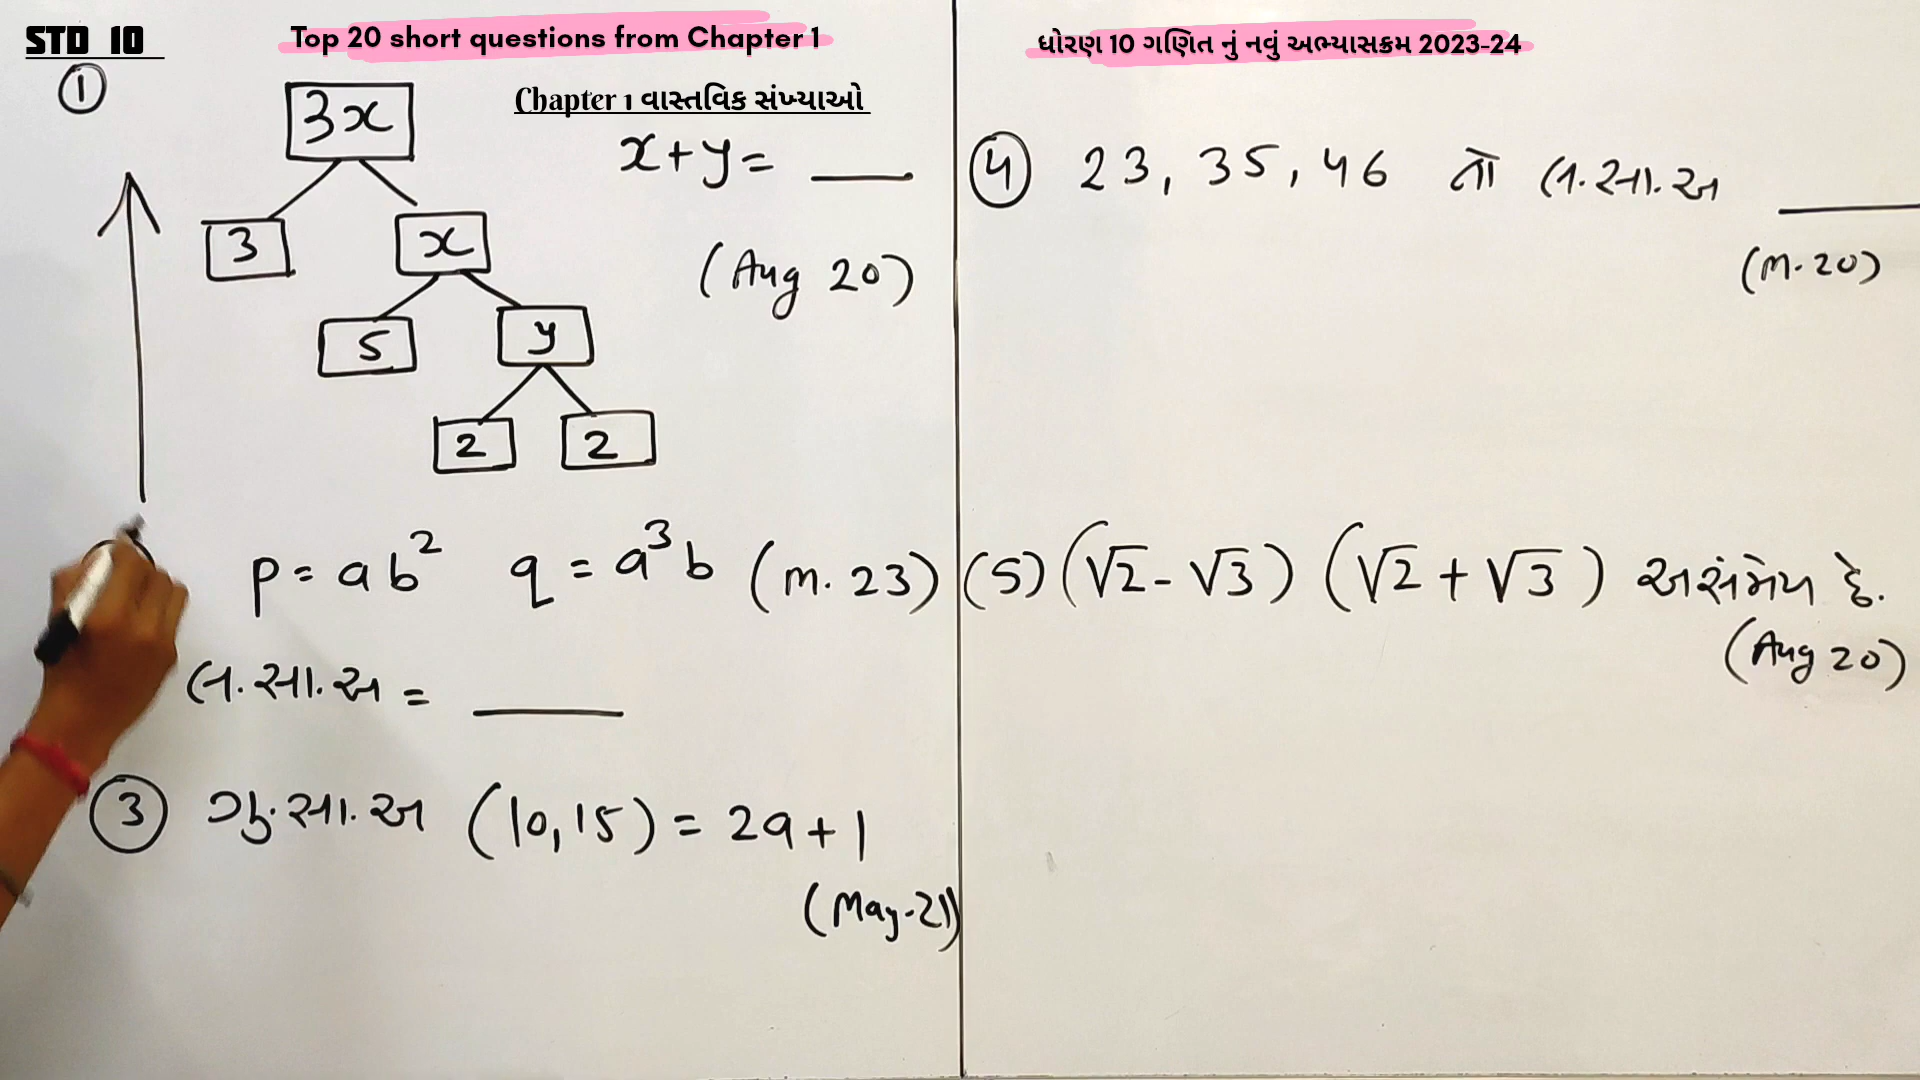 STD 10
Top 20 short questions from Chapter 1
ધોરણ 10 ગણિત નું નવું અભ્યાસક્રમ 2023-24
Chapter 1 વાસ્તવિક સંખ્યાઓ
1
3x
3 x
5 y
2 2
x+y= ___
(Aug 20)
p = ab² q = a³b (m. 23)
લ.સા.અ = ___
3 ગુ.સા.અ (10,15) = 2a+1
(May-21)
4 23, 35, 46 તો લ.સા.અ ___
(m. 20)
(5) (√2 - √3) (√2 + √3) અસંમેય છે.
(Aug 20)